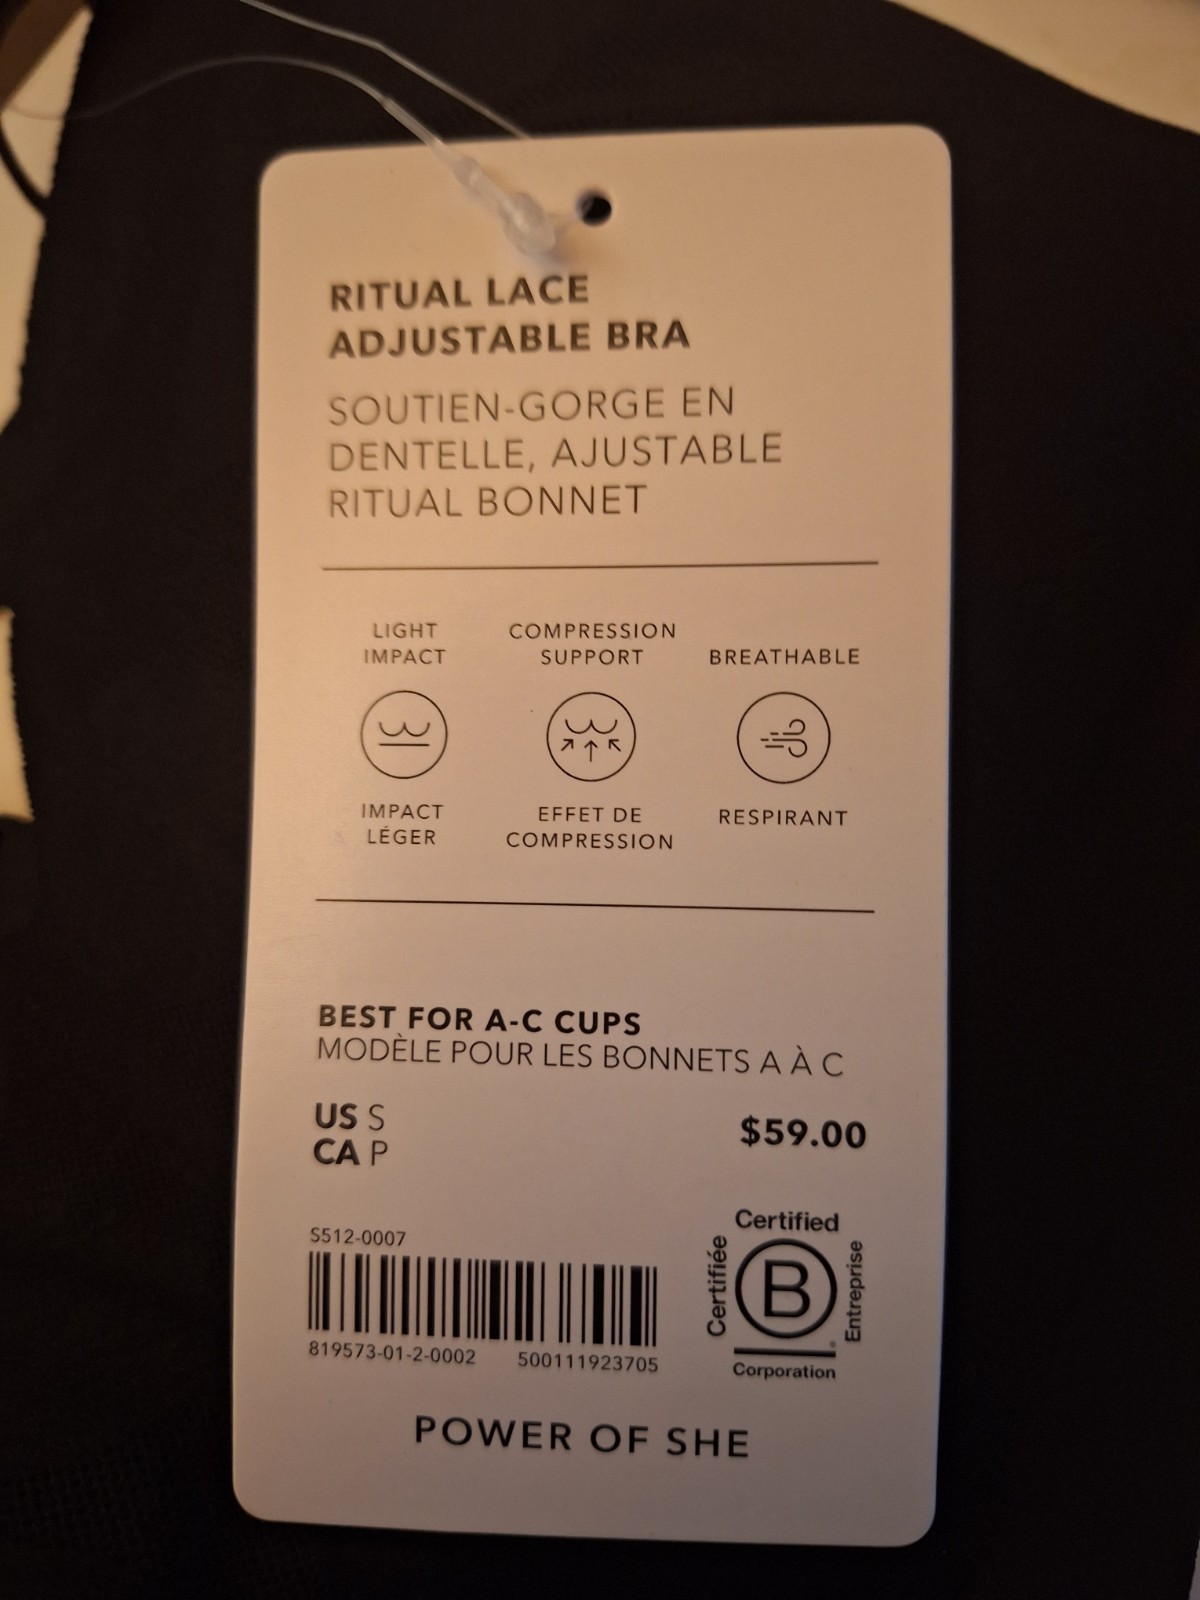 RITUAL LACE
ADJUSTABLE BRA
SOUTIEN-GORGE EN
DENTELLE, AJUSTABLE
RITUAL BONNET
LIGHT
IMPACT
COMPRESSION
SUPPORT
BREATHABLE
IMPACT
LÉGER
EFFET DE
COMPRESSION
RESPIRANT
BEST FOR A-C CUPS
MODÈLE POUR LES BONNETS A À C
US S
CA P
$59.00
S512-0007
819573-01-2-0002 500111923705
Certified
Certifiée
B
Entreprise
®
Corporation
POWER OF SHE